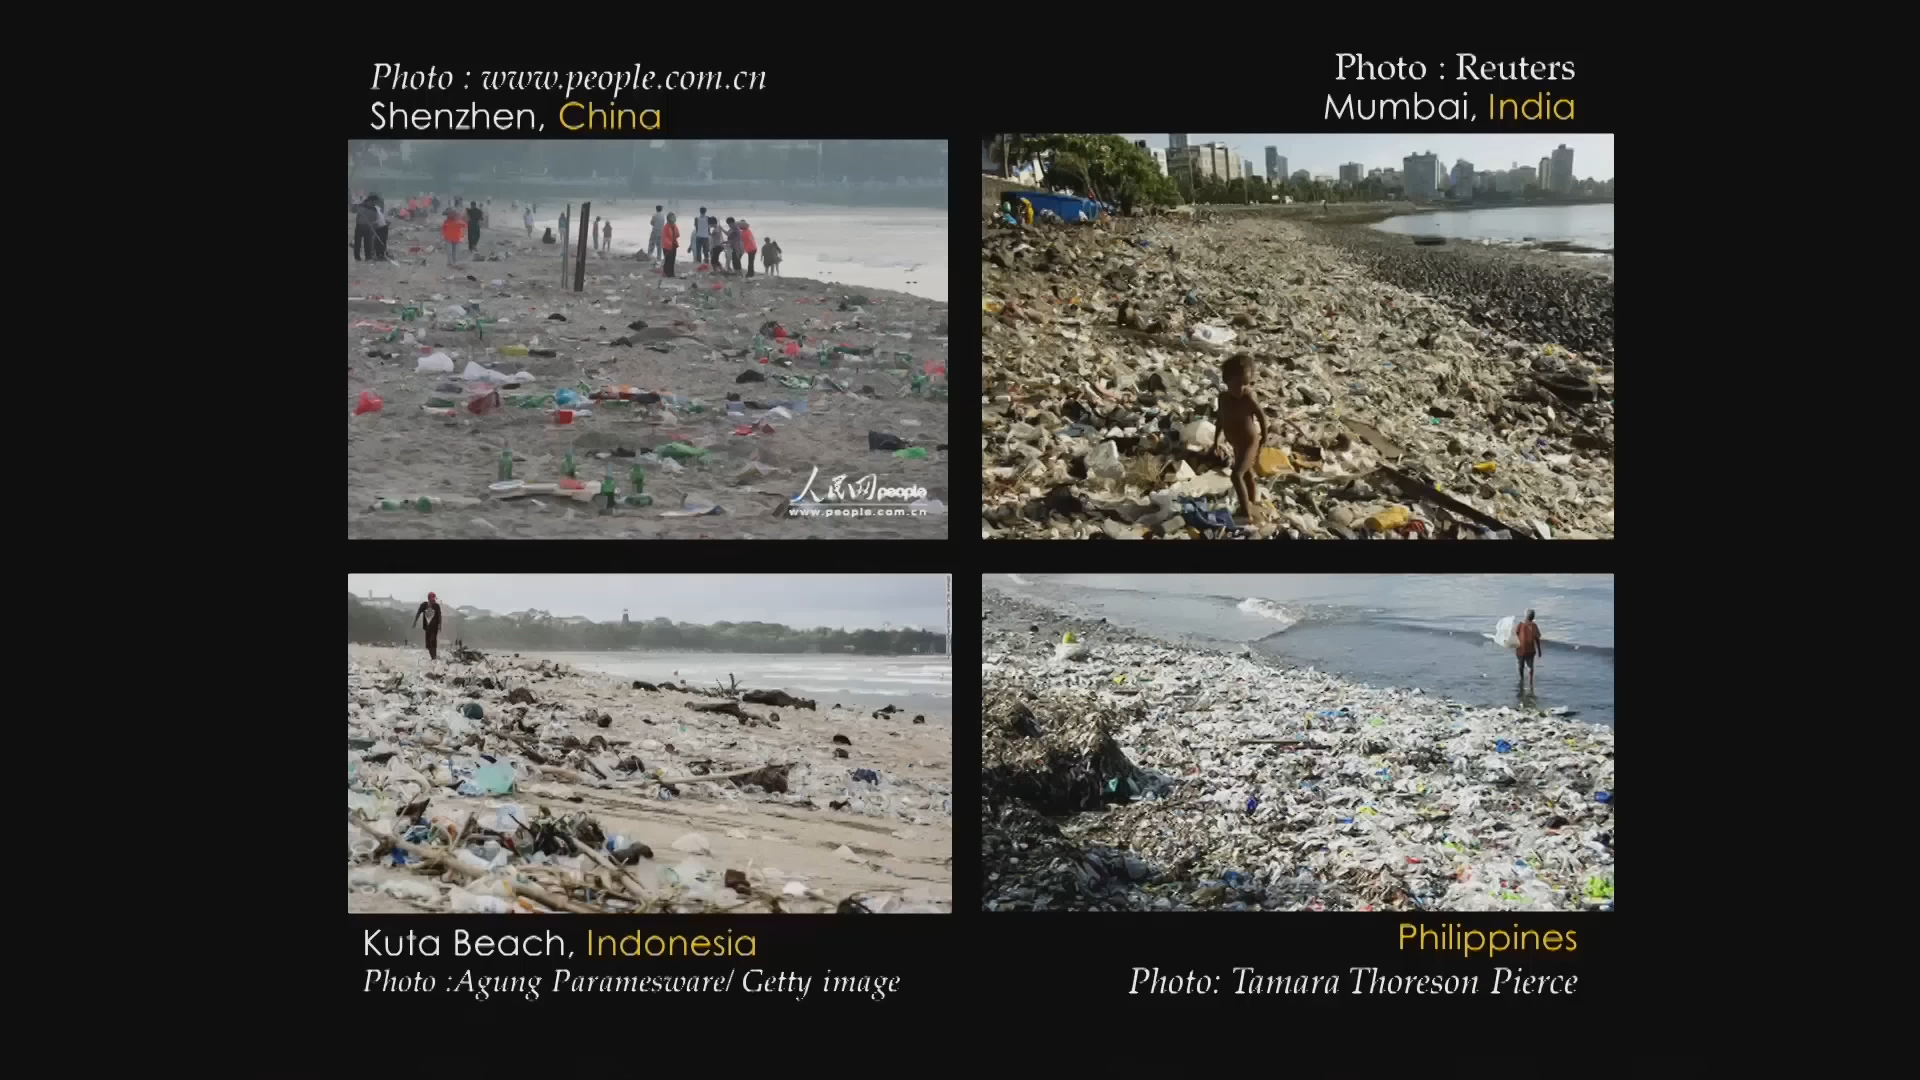 Photo : www.people.com.cn
Shenzhen, China
Photo : Reuters
Mumbai, India
人民网 people
www.people.com.cn
Kuta Beach, Indonesia
Photo :Agung Paramesware/ Getty image
Philippines
Photo: Tamara Thoreson Pierce